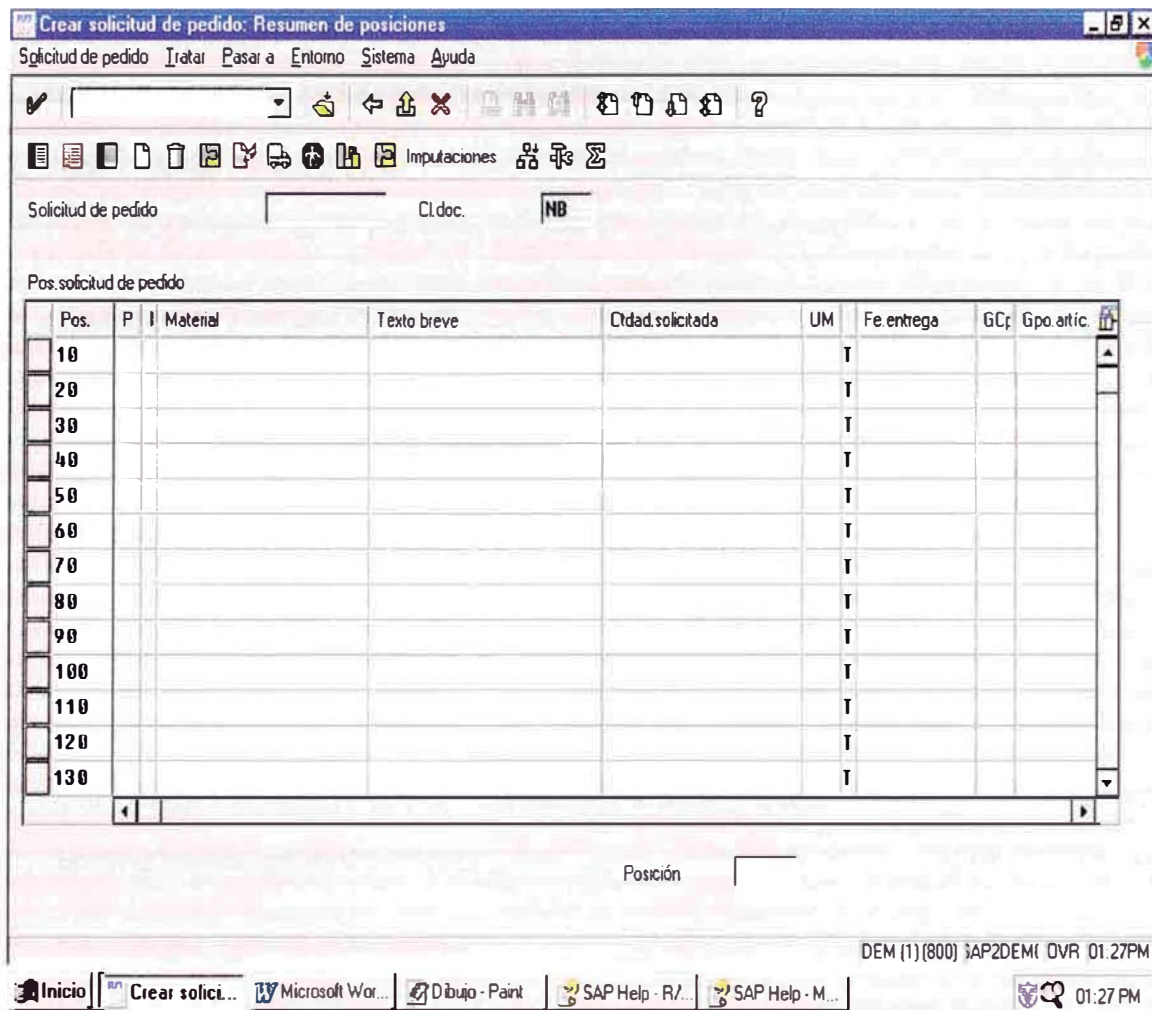 Crear solicitud de pedido: Resumen de posiciones
Solicitud de pedido Tratar Pasar a Entorno Sistema Ayuda
Imputaciones
Solicitud de pedido Cl.doc. NB
Pos.solicitud de pedido
Pos. P I Material Texto breve Ctdad.solicitada UM Fe.entrega GCp Gpo.artíc.
10 T
20 T
30 T
40 T
50 T
60 T
70 T
80 T
90 T
100 T
110 T
120 T
130 T
Posición
DEM (1) (800) OVR 01:27PM
Inicio Crear solici... Microsoft Wor... Dibujo - Paint SAP Help - R/... SAP Help - M... 01:27 PM